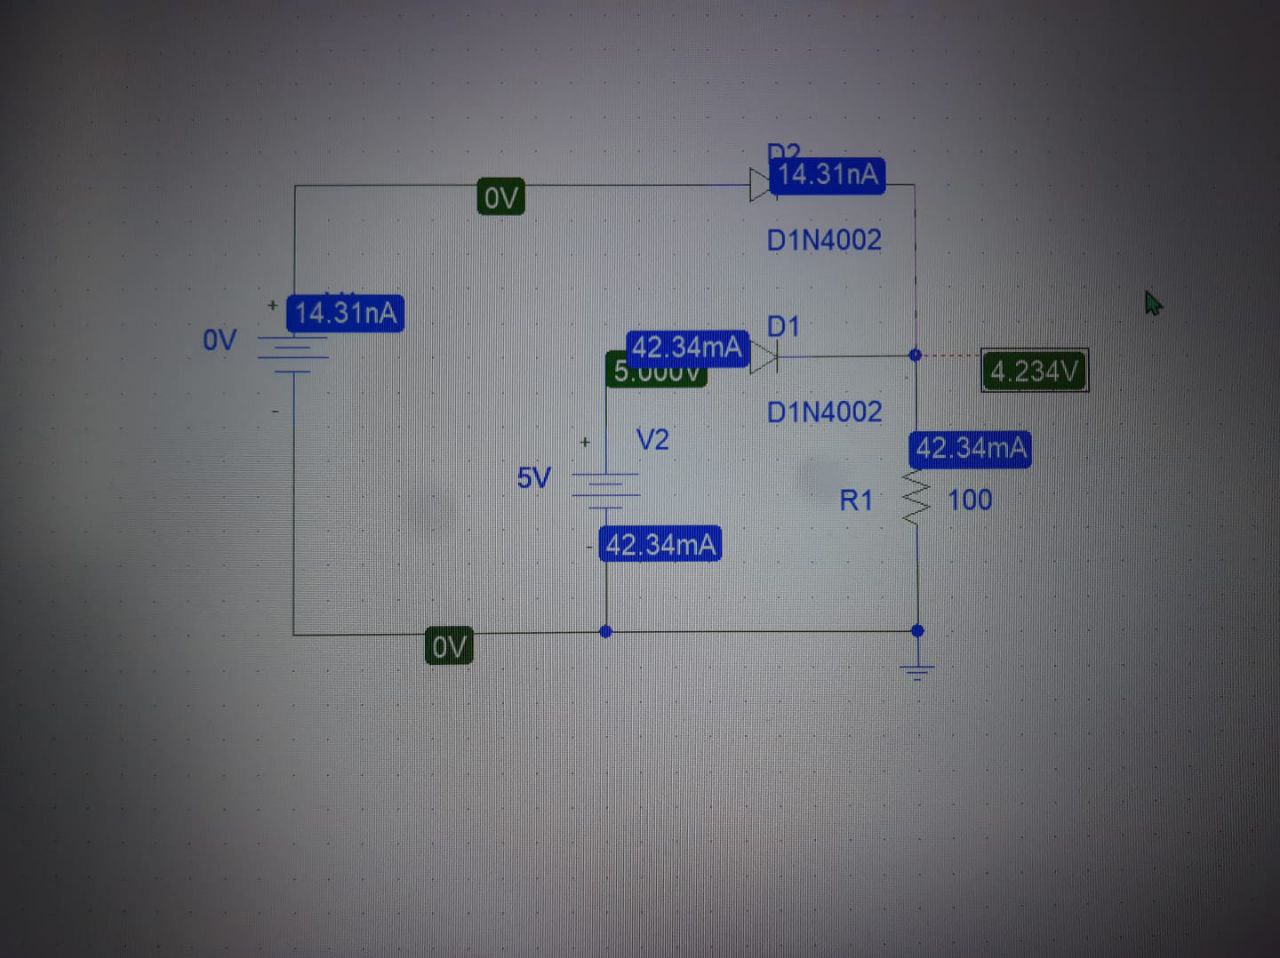 D2
14.31nA
0V
D1N4002
+
14.31nA
0V
-
D1
42.34mA
5.000V
4.234V
D1N4002
+
V2
42.34mA
5V
R1
100
-
42.34mA
0V